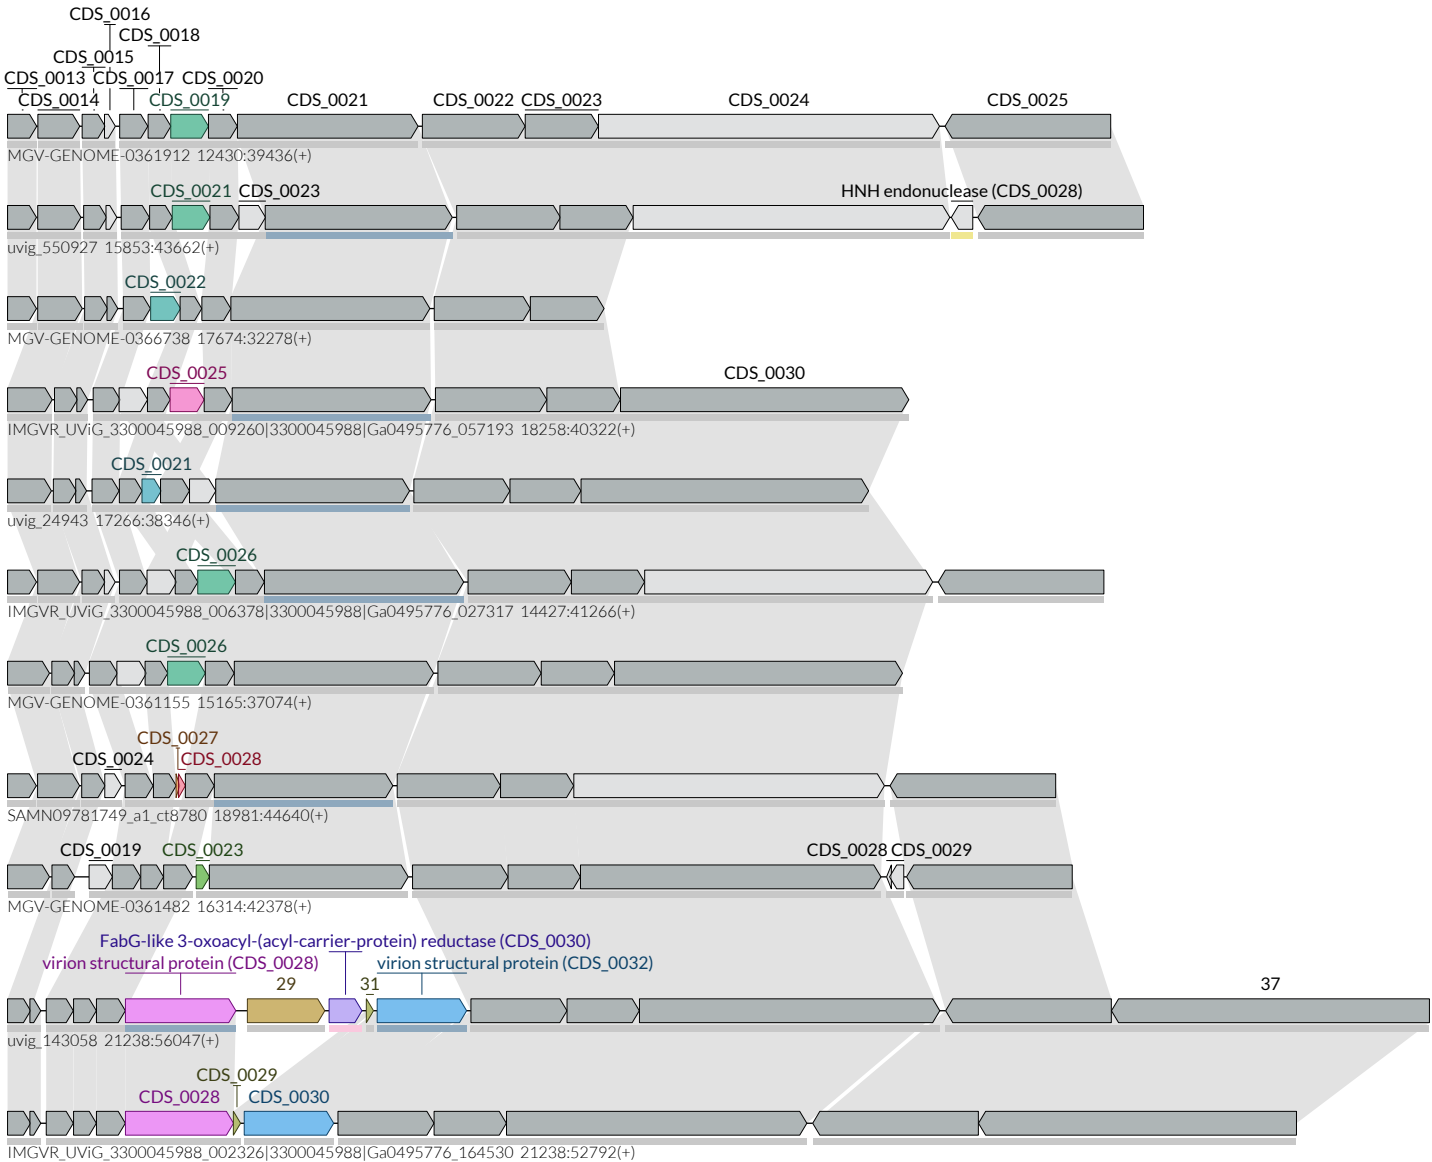 CDS_0016
CDS_0018
CDS_0015
CDS_0013 CDS_0017 CDS_0020
CDS_0014 CDS_0019 CDS_0021 CDS_0022 CDS_0023 CDS_0024 CDS_0025
MGV-GENOME-0361912 12430:39436(+)
CDS_0021 CDS_0023 HNH endonuclease (CDS_0028)
uvig_550927 15853:43662(+)
CDS_0022
MGV-GENOME-0366738 17674:32278(+)
CDS_0025 CDS_0030
IMGVR_UViG_3300045988_009260|3300045988|Ga0495776_057193 18258:40322(+)
CDS_0021
uvig_24943 17266:38346(+)
CDS_0026
IMGVR_UViG_3300045988_006378|3300045988|Ga0495776_027317 14427:41266(+)
CDS_0026
MGV-GENOME-0361155 15165:37074(+)
CDS_0027
CDS_0024 CDS_0028
SAMN09781749_a1_ct8780 18981:44640(+)
CDS_0019 CDS_0023 CDS_0028 CDS_0029
MGV-GENOME-0361482 16314:42378(+)
FabG-like 3-oxoacyl-(acyl-carrier-protein) reductase (CDS_0030)
virion structural protein (CDS_0028) virion structural protein (CDS_0032)
29 31 37
uvig_143058 21238:56047(+)
CDS_0029
CDS_0028 CDS_0030
IMGVR_UViG_3300045988_002326|3300045988|Ga0495776_164530 21238:52792(+)